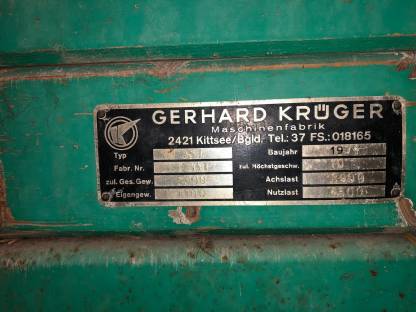 GERHARD KRÜGER
Maschinenfabrik
2421 Kittsee/Bgld. Tel.: 37 FS.: 018165
Typ Baujahr
Fabr. Nr. zul. Höchstgeschw.
zul. Ges. Gew. Achslast
Eigengew. Nutzlast